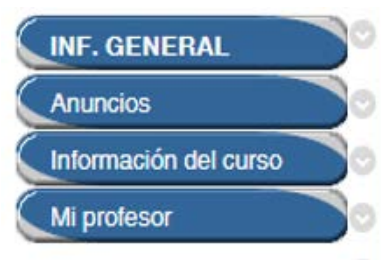 INF. GENERAL
Anuncios
Información del curso
Mi profesor